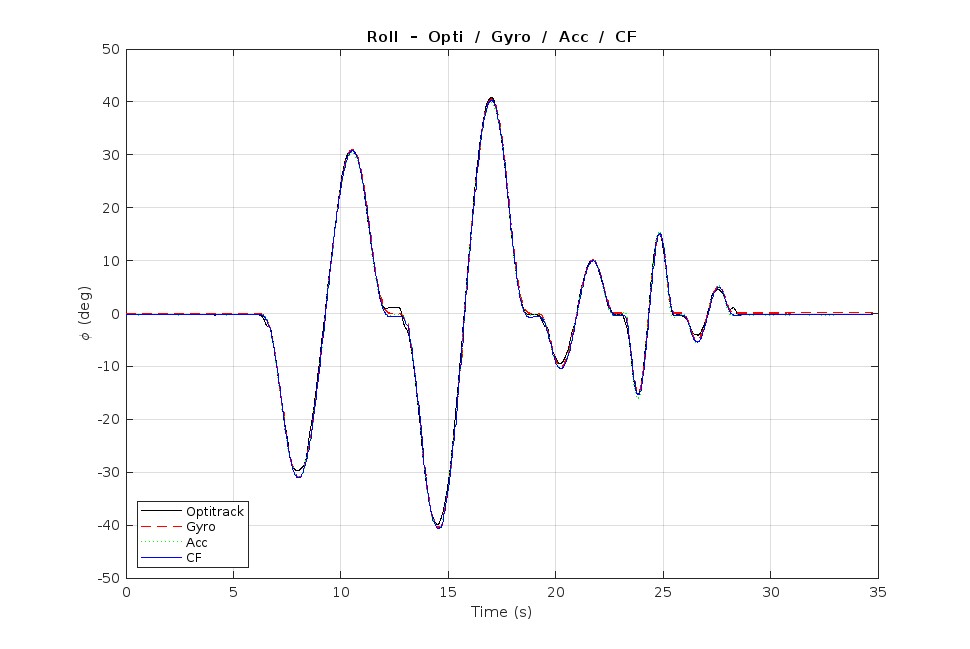 Roll - Opti / Gyro / Acc / CF
50
40
30
20
10
0
-10
-20
-30
-40
-50
ϕ (deg)
Optitrack
Gyro
Acc
CF
0 5 10 15 20 25 30 35
Time (s)